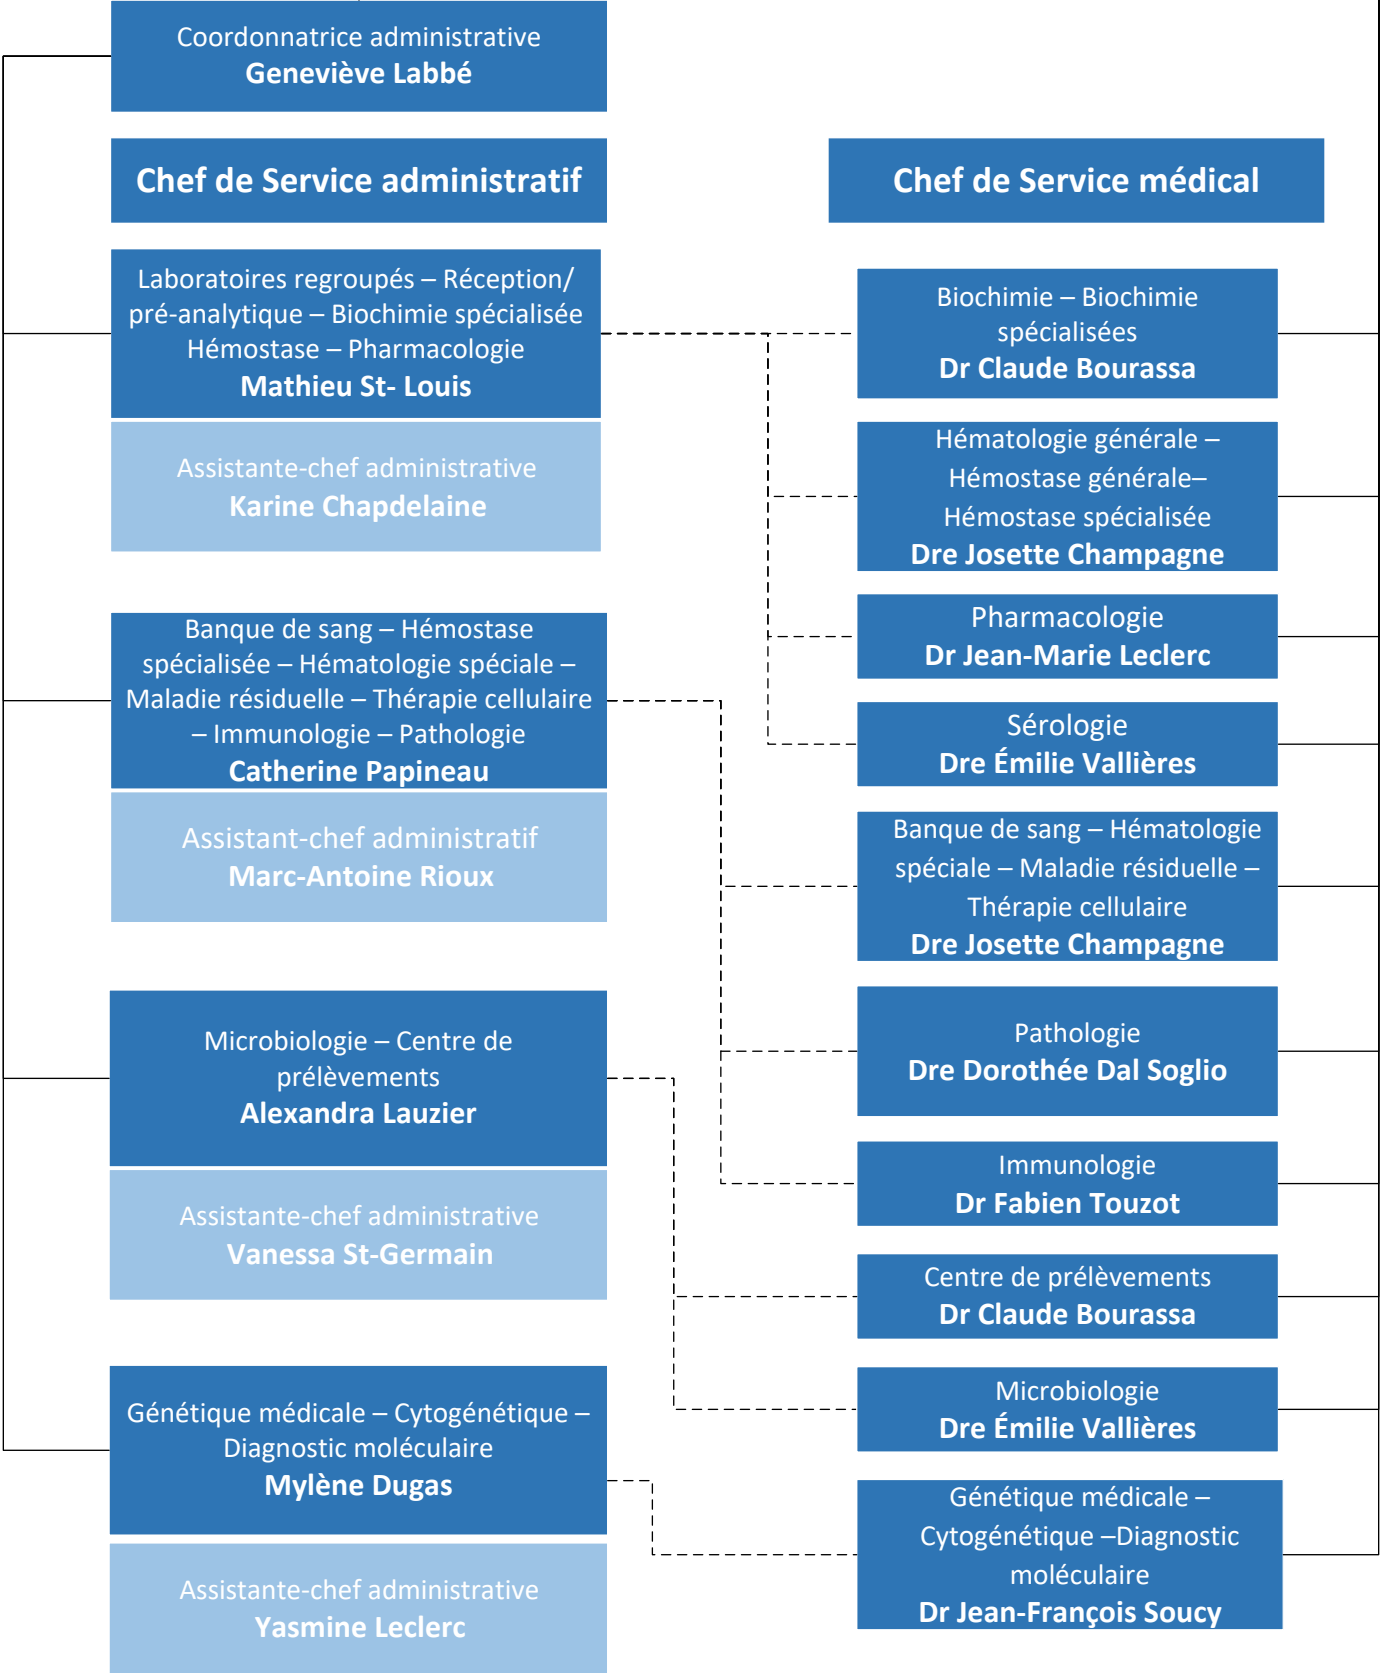 Coordonnatrice administrative
Geneviève Labbé
Chef de Service administratif
Laboratoires regroupés – Réception/
pré-analytique – Biochimie spécialisée
Hémostase – Pharmacologie
Mathieu St- Louis
Assistante-chef administrative
Karine Chapdelaine
Banque de sang – Hémostase
spécialisée – Hématologie spéciale –
Maladie résiduelle – Thérapie cellulaire
– Immunologie – Pathologie
Catherine Papineau
Assistant-chef administratif
Marc-Antoine Rioux
Microbiologie – Centre de
prélèvements
Alexandra Lauzier
Assistante-chef administrative
Vanessa St-Germain
Génétique médicale – Cytogénétique –
Diagnostic moléculaire
Mylène Dugas
Assistante-chef administrative
Yasmine Leclerc
Chef de Service médical
Biochimie – Biochimie
spécialisées
Dr Claude Bourassa
Hématologie générale –
Hémostase générale–
Hémostase spécialisée
Dre Josette Champagne
Pharmacologie
Dr Jean-Marie Leclerc
Sérologie
Dre Émilie Vallières
Banque de sang – Hématologie
spéciale – Maladie résiduelle –
Thérapie cellulaire
Dre Josette Champagne
Pathologie
Dre Dorothée Dal Soglio
Immunologie
Dr Fabien Touzot
Centre de prélèvements
Dr Claude Bourassa
Microbiologie
Dre Émilie Vallières
Génétique médicale –
Cytogénétique –Diagnostic
moléculaire
Dr Jean-François Soucy